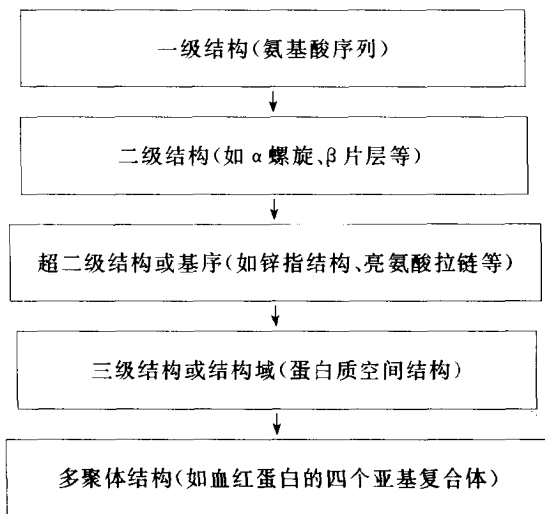 一级结构(氨基酸序列)
二级结构(如α螺旋、β片层等)
超二级结构或基序(如锌指结构、亮氨酸拉链等)
三级结构或结构域(蛋白质空间结构)
多聚体结构(如血红蛋白的四个亚基复合体)